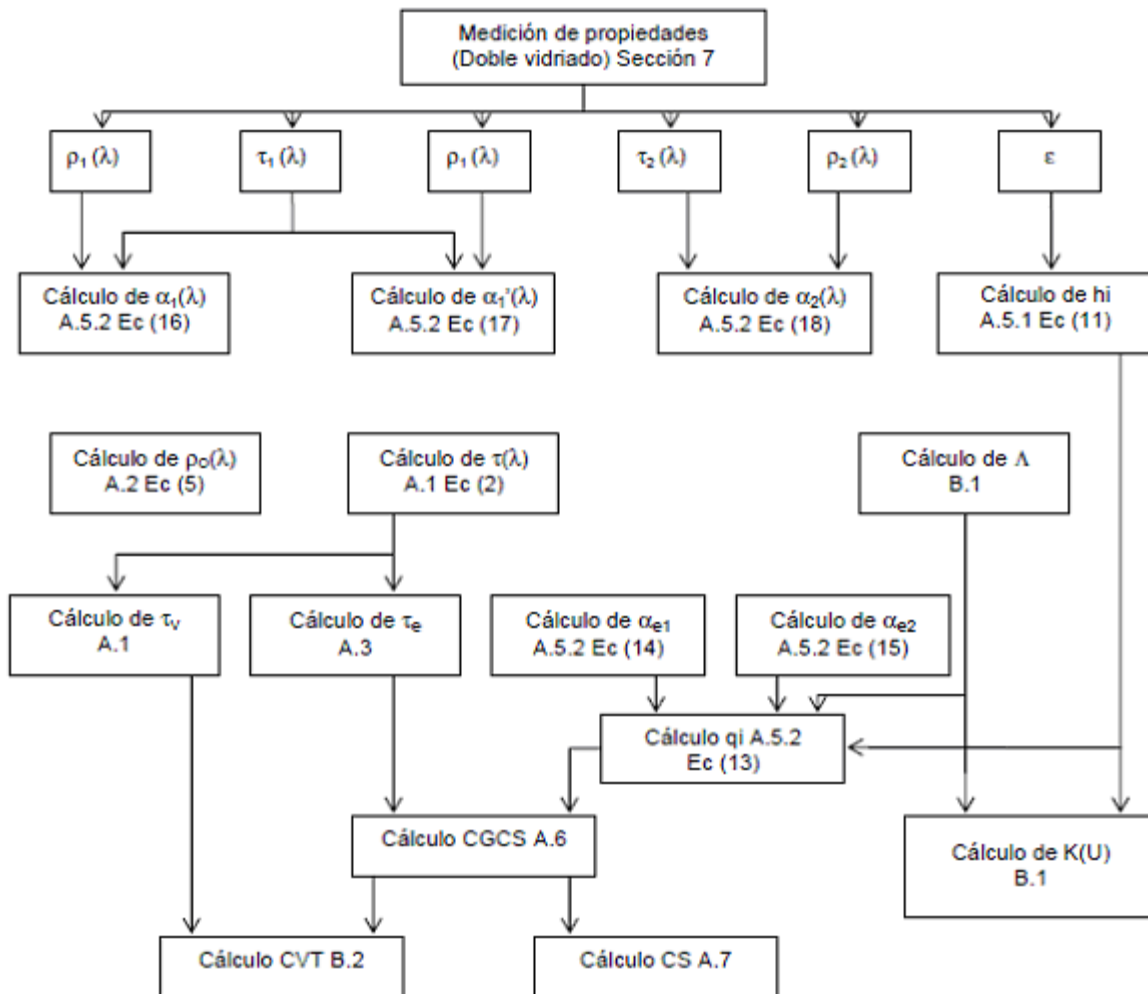 Medición de propiedades
(Doble vidriado) Sección 7
ρ₁ (λ)
τ₁ (λ)
ρ₁ (λ)
τ₂ (λ)
ρ₂ (λ)
ε
Cálculo de α₁(λ)
A.5.2 Ec (16)
Cálculo de α₁'(λ)
A.5.2 Ec (17)
Cálculo de α₂(λ)
A.5.2 Ec (18)
Cálculo de hi
A.5.1 Ec (11)
Cálculo de ρₒ(λ)
A.2 Ec (5)
Cálculo de τ(λ)
A.1 Ec (2)
Cálculo de Λ
B.1
Cálculo de τᵥ
A.1
Cálculo de τₑ
A.3
Cálculo de αₑ₁
A.5.2 Ec (14)
Cálculo de αₑ₂
A.5.2 Ec (15)
Cálculo qi A.5.2
Ec (13)
Cálculo CGCS A.6
Cálculo de K(U)
B.1
Cálculo CVT B.2
Cálculo CS A.7